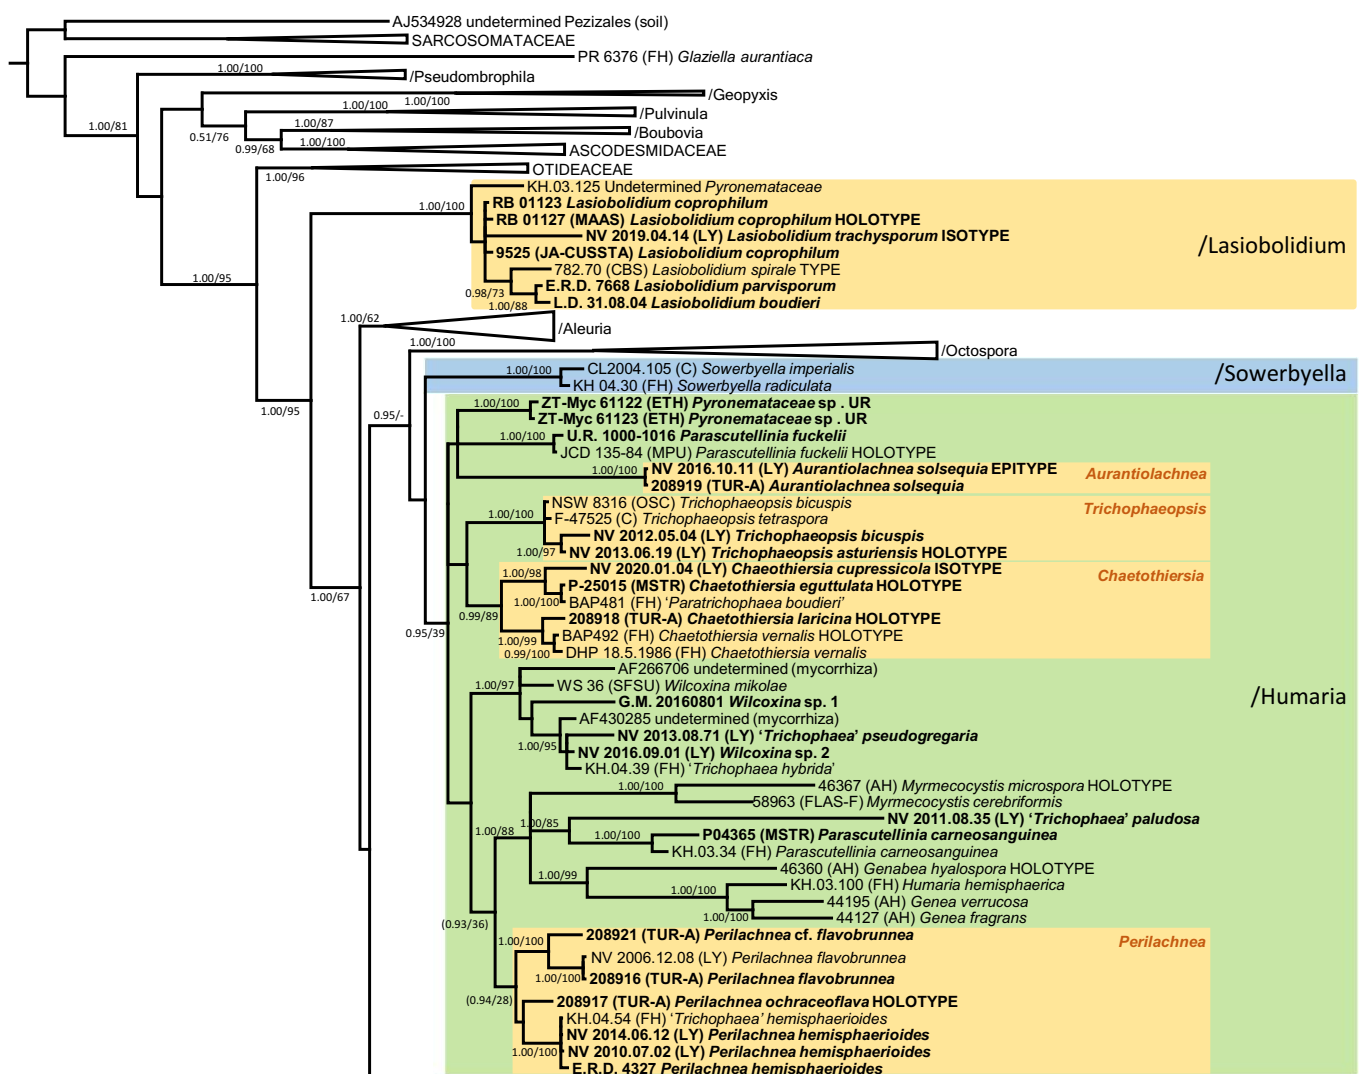 AJ534928 undetermined Pezizales (soil)
SARCOSOMATACEAE
PR 6376 (FH) Glaziella aurantiaca
1.00/100
/Pseudombrophila
1.00/100
/Geopyxis
1.00/100
/Pulvinula
1.00/81
1.00/87
/Boubovia
0.51/76
0.99/68
1.00/100
ASCODESMIDACEAE
OTIDEACEAE
1.00/96
KH.03.125 Undetermined Pyronemataceae
RB 01123 Lasiobolidium coprophilum
1.00/100
RB 01127 (MAAS) Lasiobolidium coprophilum HOLOTYPE
NV 2019.04.14 (LY) Lasiobolidium trachysporum ISOTYPE
/Lasiobolidium
9525 (JA-CUSSTA) Lasiobolidium coprophilum
782.70 (CBS) Lasiobolidium spirale TYPE
1.00/95
E.R.D. 7668 Lasiobolidium parvisporum
0.98/73
L.D. 31.08.04 Lasiobolidium boudieri
1.00/88
1.00/62
/Aleuria
1.00/100
/Octospora
1.00/100
CL2004.105 (C) Sowerbyella imperialis
/Sowerbyella
KH 04.30 (FH) Sowerbyella radiculata
1.00/100
ZT-Myc 61122 (ETH) Pyronemataceae sp . UR
1.00/95
0.95/-
ZT-Myc 61123 (ETH) Pyronemataceae sp . UR
1.00/100
U.R. 1000-1016 Parascutellinia fuckelii
JCD 135-84 (MPU) Parascutellinia fuckelii HOLOTYPE
1.00/100
NV 2016.10.11 (LY) Aurantiolachnea solsequia EPITYPE
Aurantiolachnea
208919 (TUR-A) Aurantiolachnea solsequia
NSW 8316 (OSC) Trichophaeopsis bicuspis
Trichophaeopsis
1.00/100
F-47525 (C) Trichophaeopsis tetraspora
NV 2012.05.04 (LY) Trichophaeopsis bicuspis
1.00/97
NV 2013.06.19 (LY) Trichophaeopsis asturiensis HOLOTYPE
1.00/98
NV 2020.01.04 (LY) Chaetothiersia cupressicola ISOTYPE
Chaetothiersia
P-25015 (MSTR) Chaetothiersia eguttulata HOLOTYPE
1.00/67
1.00/100
BAP481 (FH) ‘Paratrichophaea boudieri’
0.99/89
208918 (TUR-A) Chaetothiersia laricina HOLOTYPE
0.95/39
1.00/99
BAP492 (FH) Chaetothiersia vernalis HOLOTYPE
0.99/100
DHP 18.5.1986 (FH) Chaetothiersia vernalis
AF266706 undetermined (mycorrhiza)
1.00/97
WS 36 (SFSU) Wilcoxina mikolae
/Humaria
G.M. 20160801 Wilcoxina sp. 1
AF430285 undetermined (mycorrhiza)
NV 2013.08.71 (LY) ‘Trichophaea’ pseudogregaria
1.00/95
NV 2016.09.01 (LY) Wilcoxina sp. 2
KH.04.39 (FH) ‘Trichophaea hybrida’
1.00/100
46367 (AH) Myrmecocystis microspora HOLOTYPE
58963 (FLAS-F) Myrmecocystis cerebriformis
NV 2011.08.35 (LY) ‘Trichophaea’ paludosa
1.00/88
1.00/85
1.00/100
P04365 (MSTR) Parascutellinia carneosanguinea
KH.03.34 (FH) Parascutellinia carneosanguinea
46360 (AH) Genabea hyalospora HOLOTYPE
1.00/99
1.00/100
KH.03.100 (FH) Humaria hemisphaerica
44195 (AH) Genea verrucosa
1.00/100
44127 (AH) Genea fragrans
(0.93/36)
1.00/100
208921 (TUR-A) Perilachnea cf. flavobrunnea
Perilachnea
NV 2006.12.08 (LY) Perilachnea flavobrunnea
1.00/100
208916 (TUR-A) Perilachnea flavobrunnea
(0.94/28)
208917 (TUR-A) Perilachnea ochraceoflava HOLOTYPE
KH.04.54 (FH) ‘Trichophaea’ hemisphaerioides
NV 2014.06.12 (LY) Perilachnea hemisphaerioides
1.00/100
NV 2010.07.02 (LY) Perilachnea hemisphaerioides
E.R.D. 4327 Perilachnea hemisphaerioides